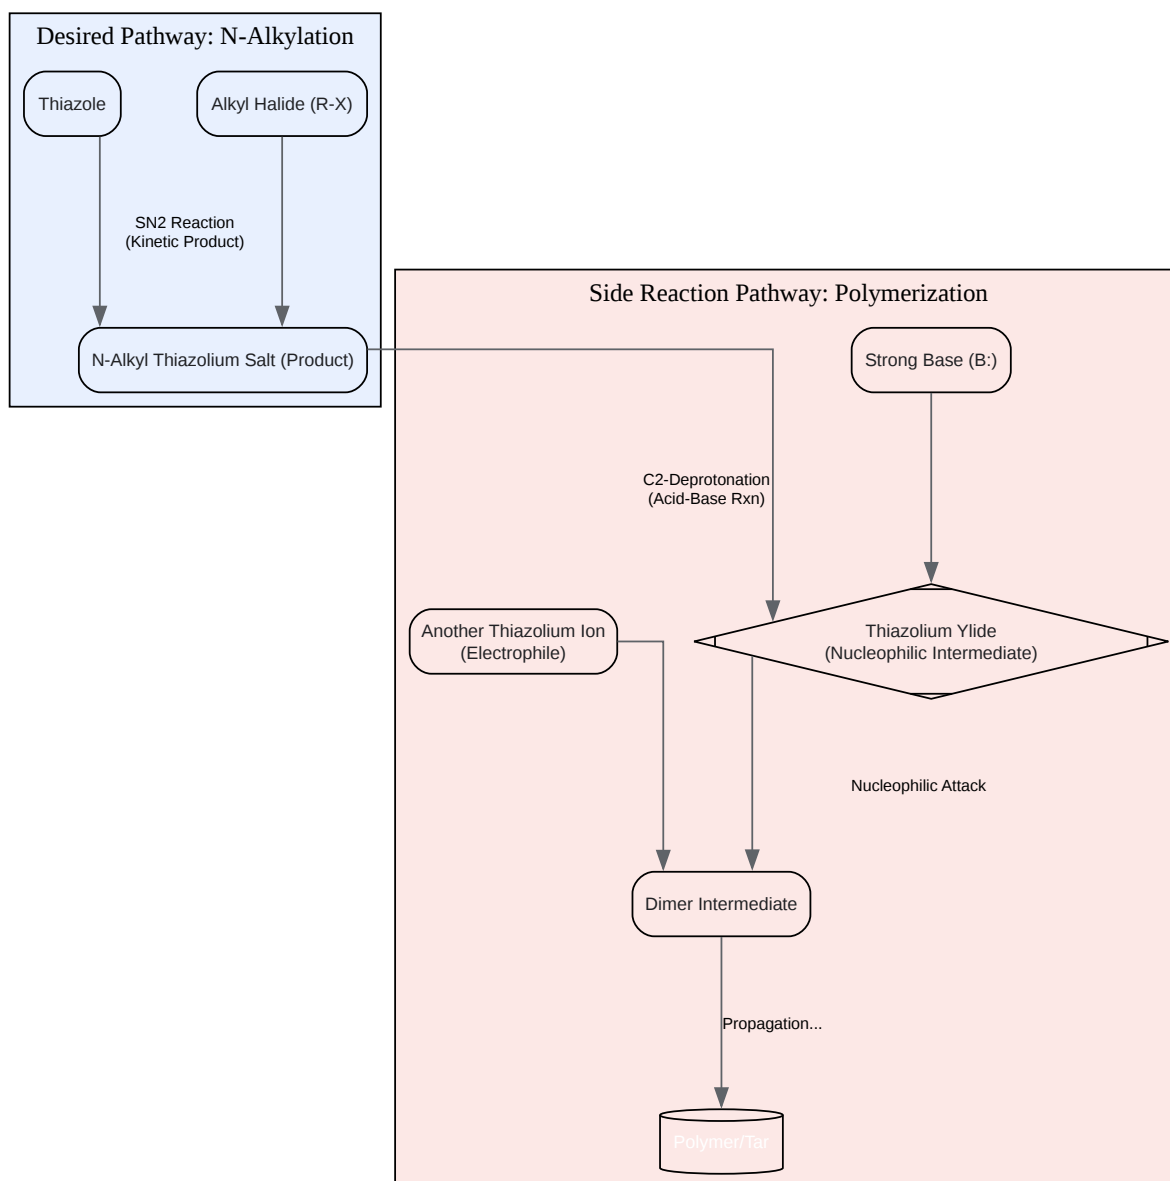 Desired Pathway: N-Alkylation
Thiazole
Alkyl Halide (R-X)
SN2 Reaction
(Kinetic Product)
N-Alkyl Thiazolium Salt (Product)
Side Reaction Pathway: Polymerization
Strong Base (B:)
C2-Deprotonation
(Acid-Base Rxn)
Another Thiazolium Ion
(Electrophile)
Thiazolium Ylide
(Nucleophilic Intermediate)
Nucleophilic Attack
Dimer Intermediate
Propagation...
Polymer/Tar